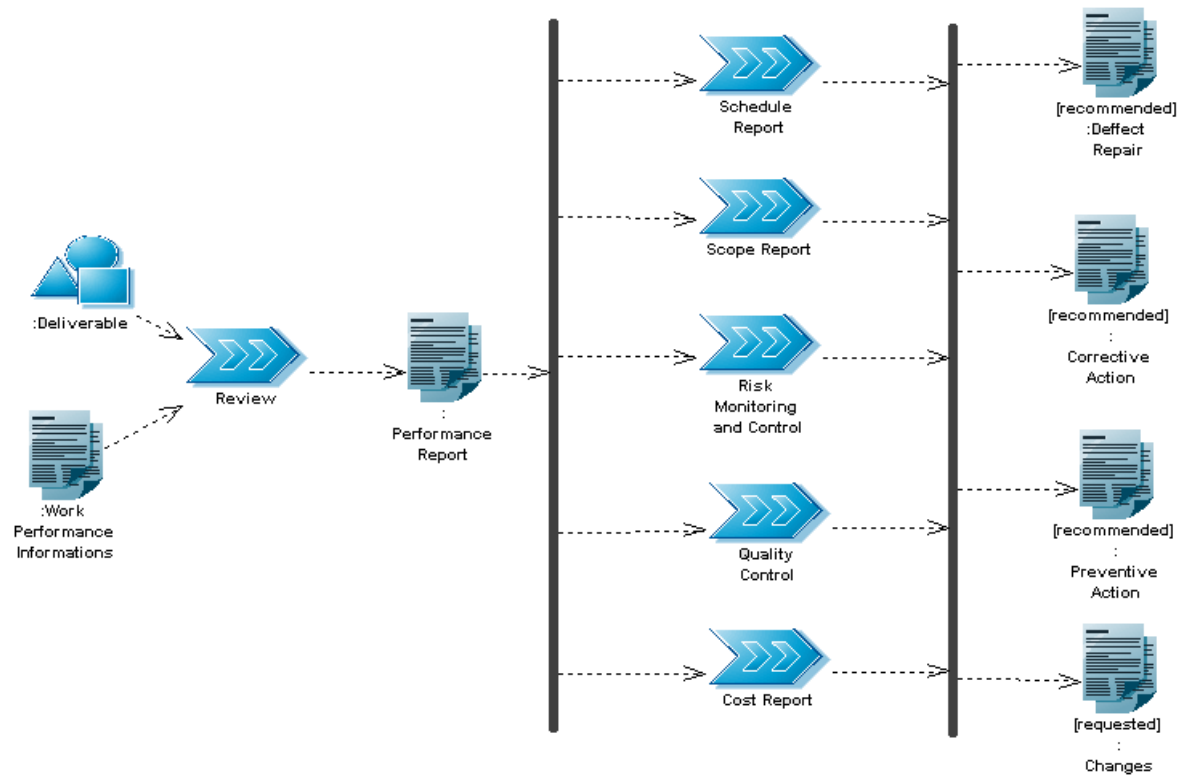 :Deliverable
:Work
Performance
Informations
Review
:
Performance
Report
Schedule
Report
Scope Report
Risk
Monitoring
and Control
Quality
Control
Cost Report
[recommended]
:Deffect
Repair
[recommended]
:
Corrective
Action
[recommended]
:
Preventive
Action
[requested]
:
Changes